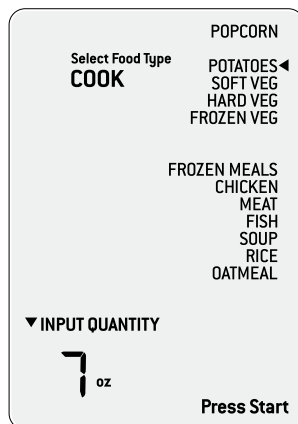 POPCORN
Select Food Type
COOK
POTATOES◀
SOFT VEG
HARD VEG
FROZEN VEG
FROZEN MEALS
CHICKEN
MEAT
FISH
SOUP
RICE
OATMEAL
▼ INPUT QUANTITY
7 oz
Press Start